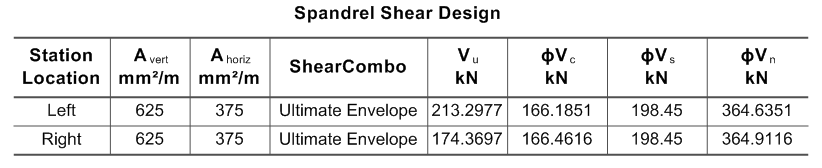 Spandrel Shear Design
Station Location A vert mm²/m A horiz mm²/m ShearCombo V u kN ϕV c kN ϕV s kN ϕV n kN
Left 625 375 Ultimate Envelope 213.2977 166.1851 198.45 364.6351
Right 625 375 Ultimate Envelope 174.3697 166.4616 198.45 364.9116